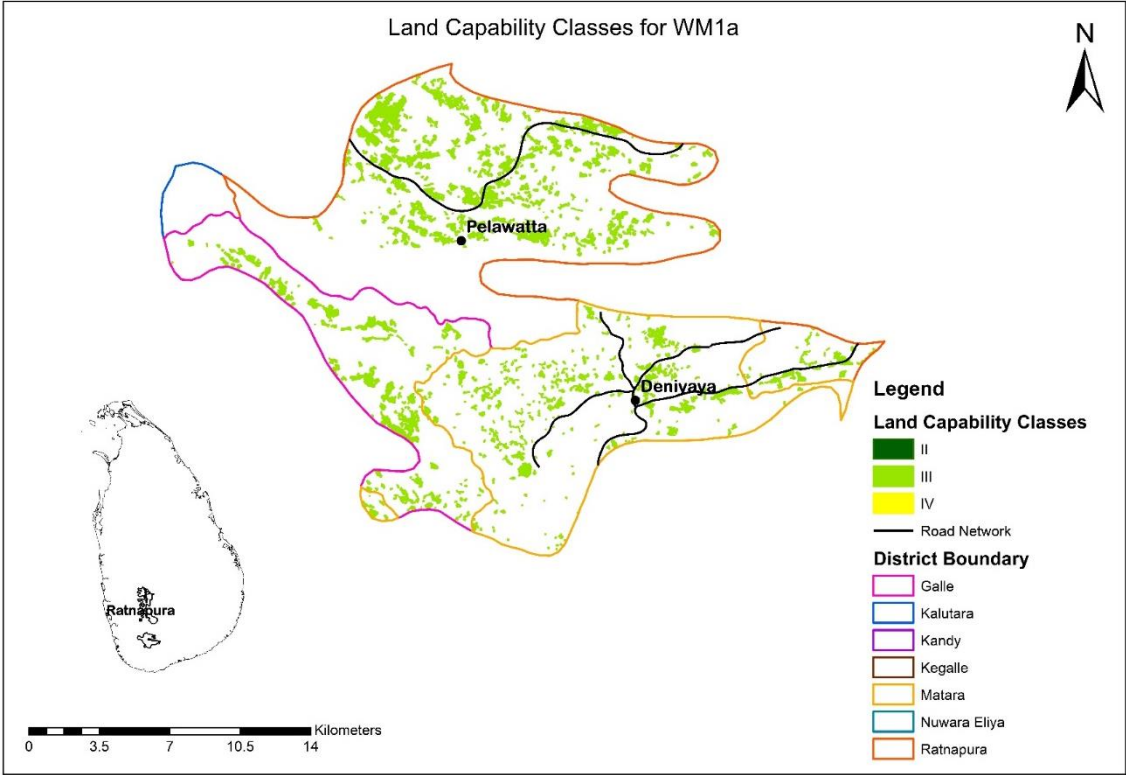 Land Capability Classes for WM1a
N
Pelawatta
Deniyaya
Ratnapura
Legend
Land Capability Classes
II
III
IV
Road Network
District Boundary
Galle
Kalutara
Kandy
Kegalle
Matara
Nuwara Eliya
Ratnapura
Kilometers
0 3.5 7 10.5 14